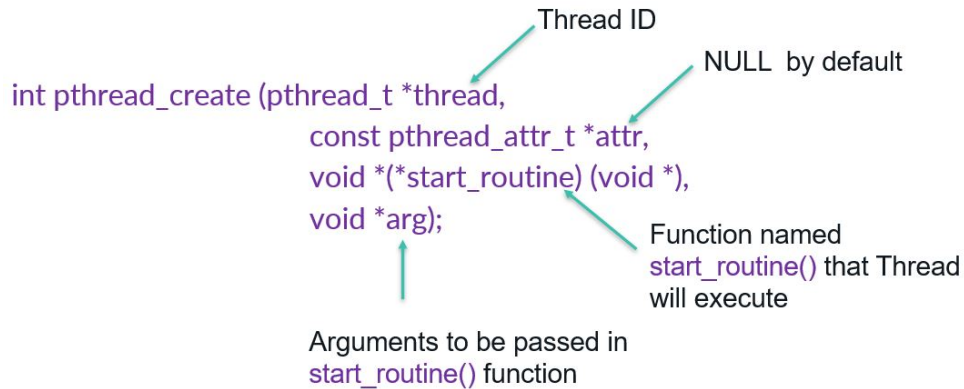 Thread ID
NULL by default
int pthread_create (pthread_t *thread,
const pthread_attr_t *attr,
void *(*start_routine) (void *),
void *arg);
Function named
start_routine() that Thread
will execute
Arguments to be passed in
start_routine() function